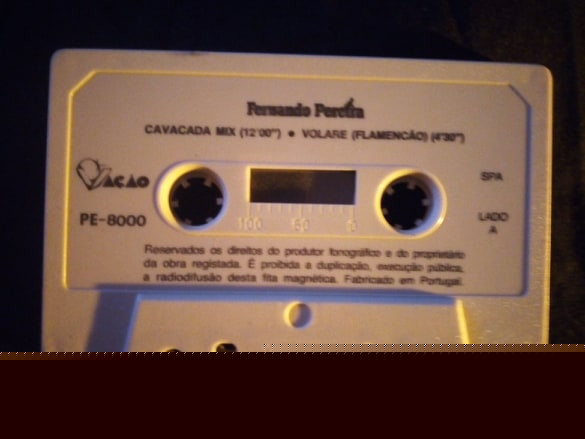 Fernando Pereira
CAVACADA MIX (12'00") ● VOLARE (FLAMENCÃO) (4'30")
VAÇÃO
SPA
PE-8000
LADO
A
100 50 0
Reservados os direitos do produtor fonográfico e do proprietário
da obra registada. É proibida a duplicação, execução pública,
a radiodifusão desta fita magnética. Fabricado em Portugal.